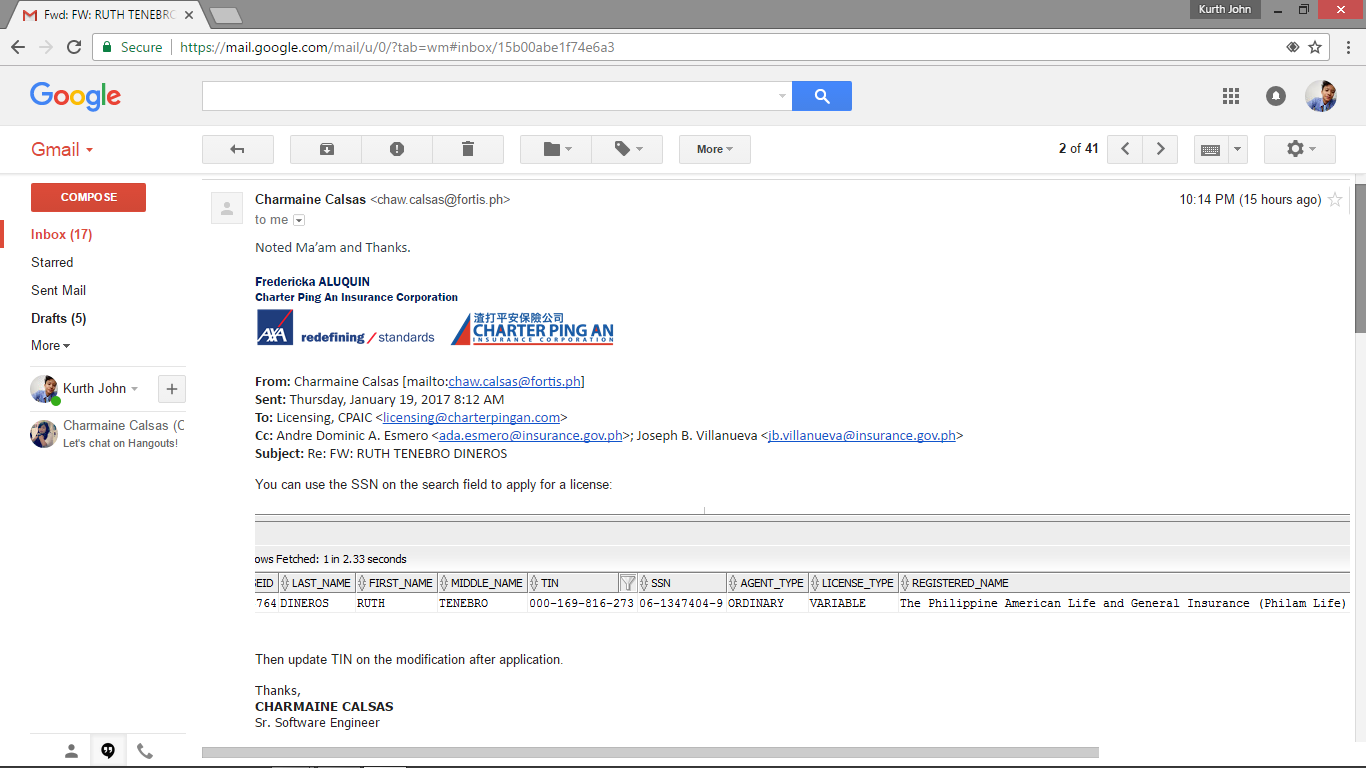 Fwd: FW: RUTH TENEBRO
Kurth John
Secure
https://mail.google.com/mail/u/0/?tab=wm#inbox/15b00abe1f74e6a3
Google
Gmail
More
2 of 41
COMPOSE
Inbox (17)
Starred
Sent Mail
Drafts (5)
More
Kurth John
Charmaine Calsas (C
Let's chat on Hangouts!
Charmaine Calsas <chaw.calsas@fortis.ph>
10:14 PM (15 hours ago)
to me
Noted Ma'am and Thanks.
Fredericka ALUQUIN
Charter Ping An Insurance Corporation
AXA redefining / standards
渣打平安保險公司
CHARTER PING AN
INSURANCE CORPORATION
From: Charmaine Calsas [mailto:chaw.calsas@fortis.ph]
Sent: Thursday, January 19, 2017 8:12 AM
To: Licensing, CPAIC <licensing@charterpingan.com>
Cc: Andre Dominic A. Esmero <ada.esmero@insurance.gov.ph>; Joseph B. Villanueva <jb.villanueva@insurance.gov.ph>
Subject: Re: FW: RUTH TENEBRO DINEROS
You can use the SSN on the search field to apply for a license:
ows Fetched: 1 in 2.33 seconds
EID LAST_NAME FIRST_NAME MIDDLE_NAME TIN SSN AGENT_TYPE LICENSE_TYPE REGISTERED_NAME
764 DINEROS RUTH TENEBRO 000-169-816-273 06-1347404-9 ORDINARY VARIABLE The Philippine American Life and General Insurance (Philam Life)
Then update TIN on the modification after application.
Thanks,
CHARMAINE CALSAS
Sr. Software Engineer